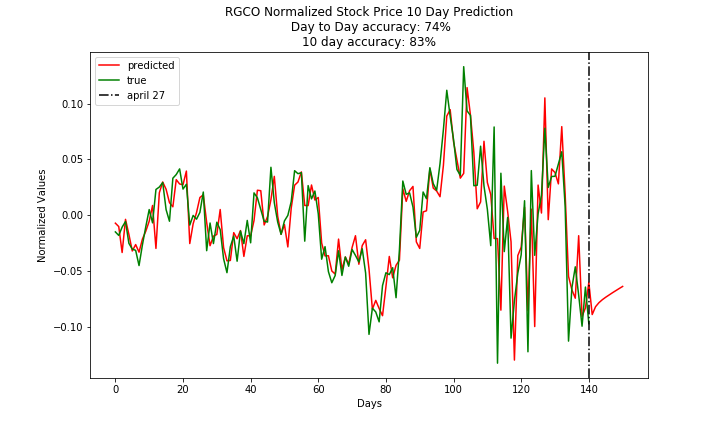 RGCO Normalized Stock Price 10 Day Prediction
Day to Day accuracy: 74%
10 day accuracy: 83%
predicted
true
april 27
Normalized Values
0.10
0.05
0.00
−0.05
−0.10
0 20 40 60 80 100 120 140
Days